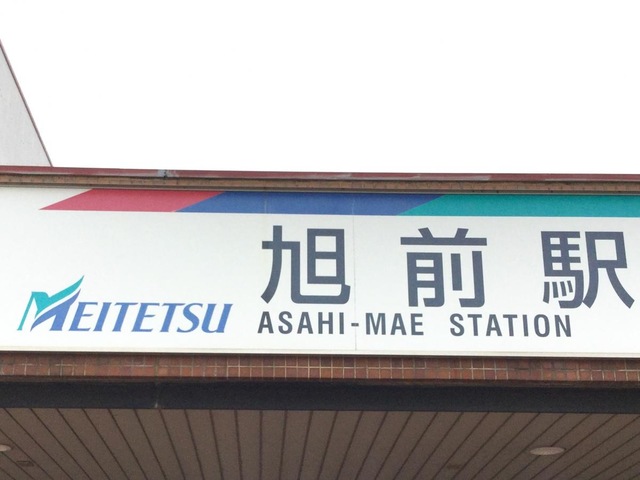 旭前駅
MEITETSU
ASAHI-MAE STATION